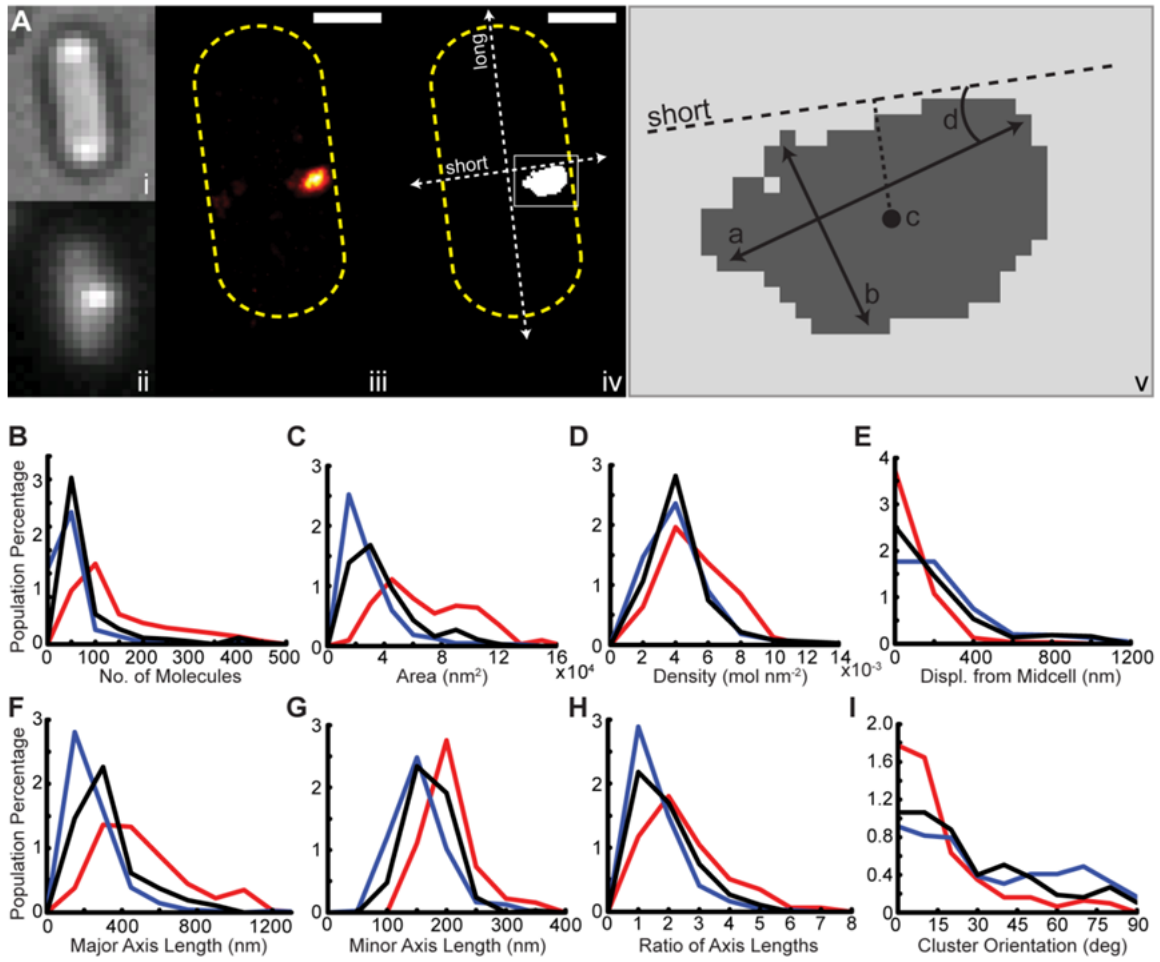 A
i
ii
iii
long
short
iv
short
a
b
c
d
v
B
Population Percentage
3
2
1
0
0 100 200 300 400 500
No. of Molecules
C
3
2
1
0
0 4 8 12 16
x10⁴
Area (nm²)
D
3
2
1
0
0 2 4 6 8 10 12 14
x10⁻³
Density (mol nm⁻²)
E
4
3
2
1
0
0 400 800 1200
Displ. from Midcell (nm)
F
Population Percentage
3
2
1
0
0 400 800 1200
Major Axis Length (nm)
G
3
2
1
0
0 100 200 300 400
Minor Axis Length (nm)
H
3
2
1
0
0 1 2 3 4 5 6 7 8
Ratio of Axis Lengths
I
2.0
1.6
1.2
0.8
0.4
0 15 30 45 60 75 90
Cluster Orientation (deg)